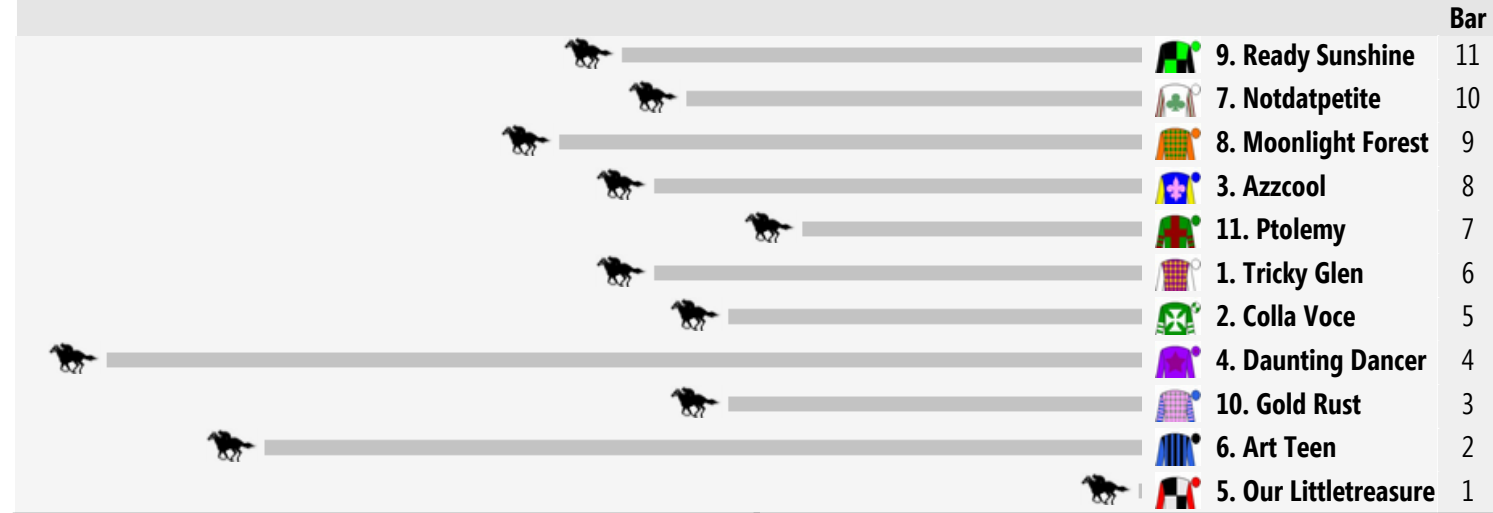 Bar
9. Ready Sunshine 11
7. Notdatpetite 10
8. Moonlight Forest 9
3. Azzcool 8
11. Ptolemy 7
1. Tricky Glen 6
2. Colla Voce 5
4. Daunting Dancer 4
10. Gold Rust 3
6. Art Teen 2
5. Our Littletreasure 1